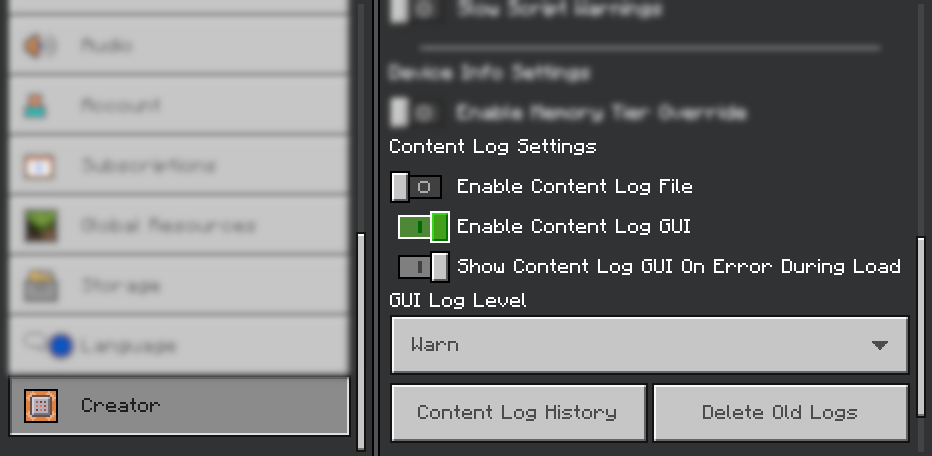 Audio
Account
Subscriptions
Global Resources
Storage
Language
Creator
Slow Script Warnings
Device Info Settings
Enable Memory Tier Override
Content Log Settings
Enable Content Log File
Enable Content Log GUI
Show Content Log GUI On Error During Load
GUI Log Level
Warn
Content Log History
Delete Old Logs